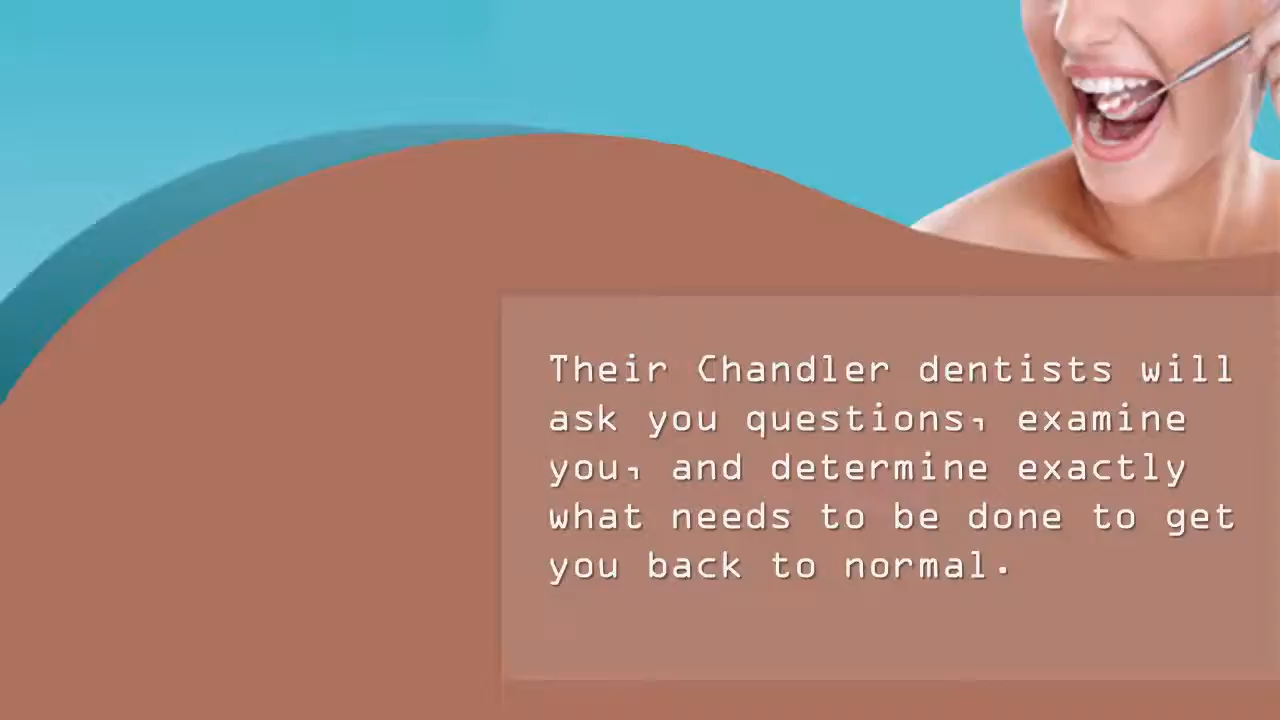 Their Chandler dentists will
ask you questions, examine
you, and determine exactly
what needs to be done to get
you back to normal.